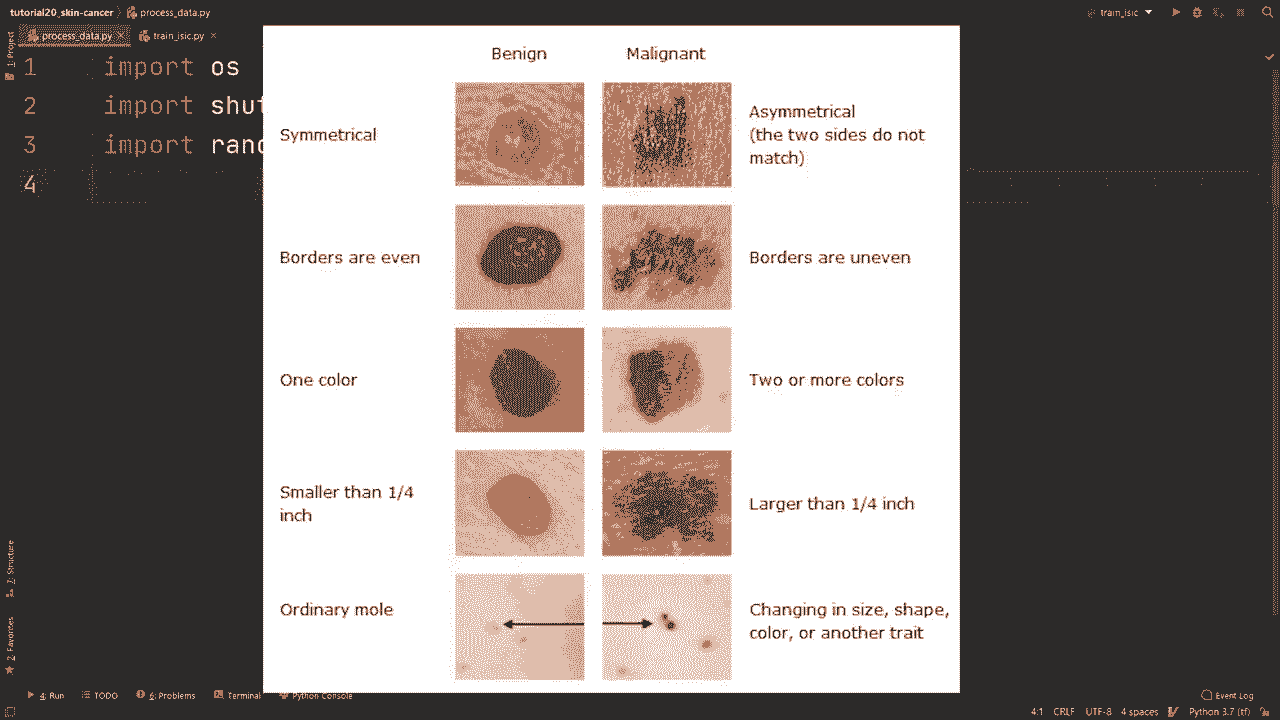 tutorial20_skin-cancer
process_data.py
train_isic
process_data.py
train_isic.py
1: Project
1 import os
2 import shut
3 import rand
4
Benign
Malignant
Symmetrical
Asymmetrical
(the two sides do not
match)
Borders are even
Borders are uneven
One color
Two or more colors
Smaller than 1/4
inch
Larger than 1/4 inch
Ordinary mole
Changing in size, shape,
color, or another trait
Z: Structure
2: Favorites
4: Run
TODO
6: Problems
Terminal
Python Console
Event Log
4:1 CRLF UTF-8 4 spaces Python 3.7 (tf)